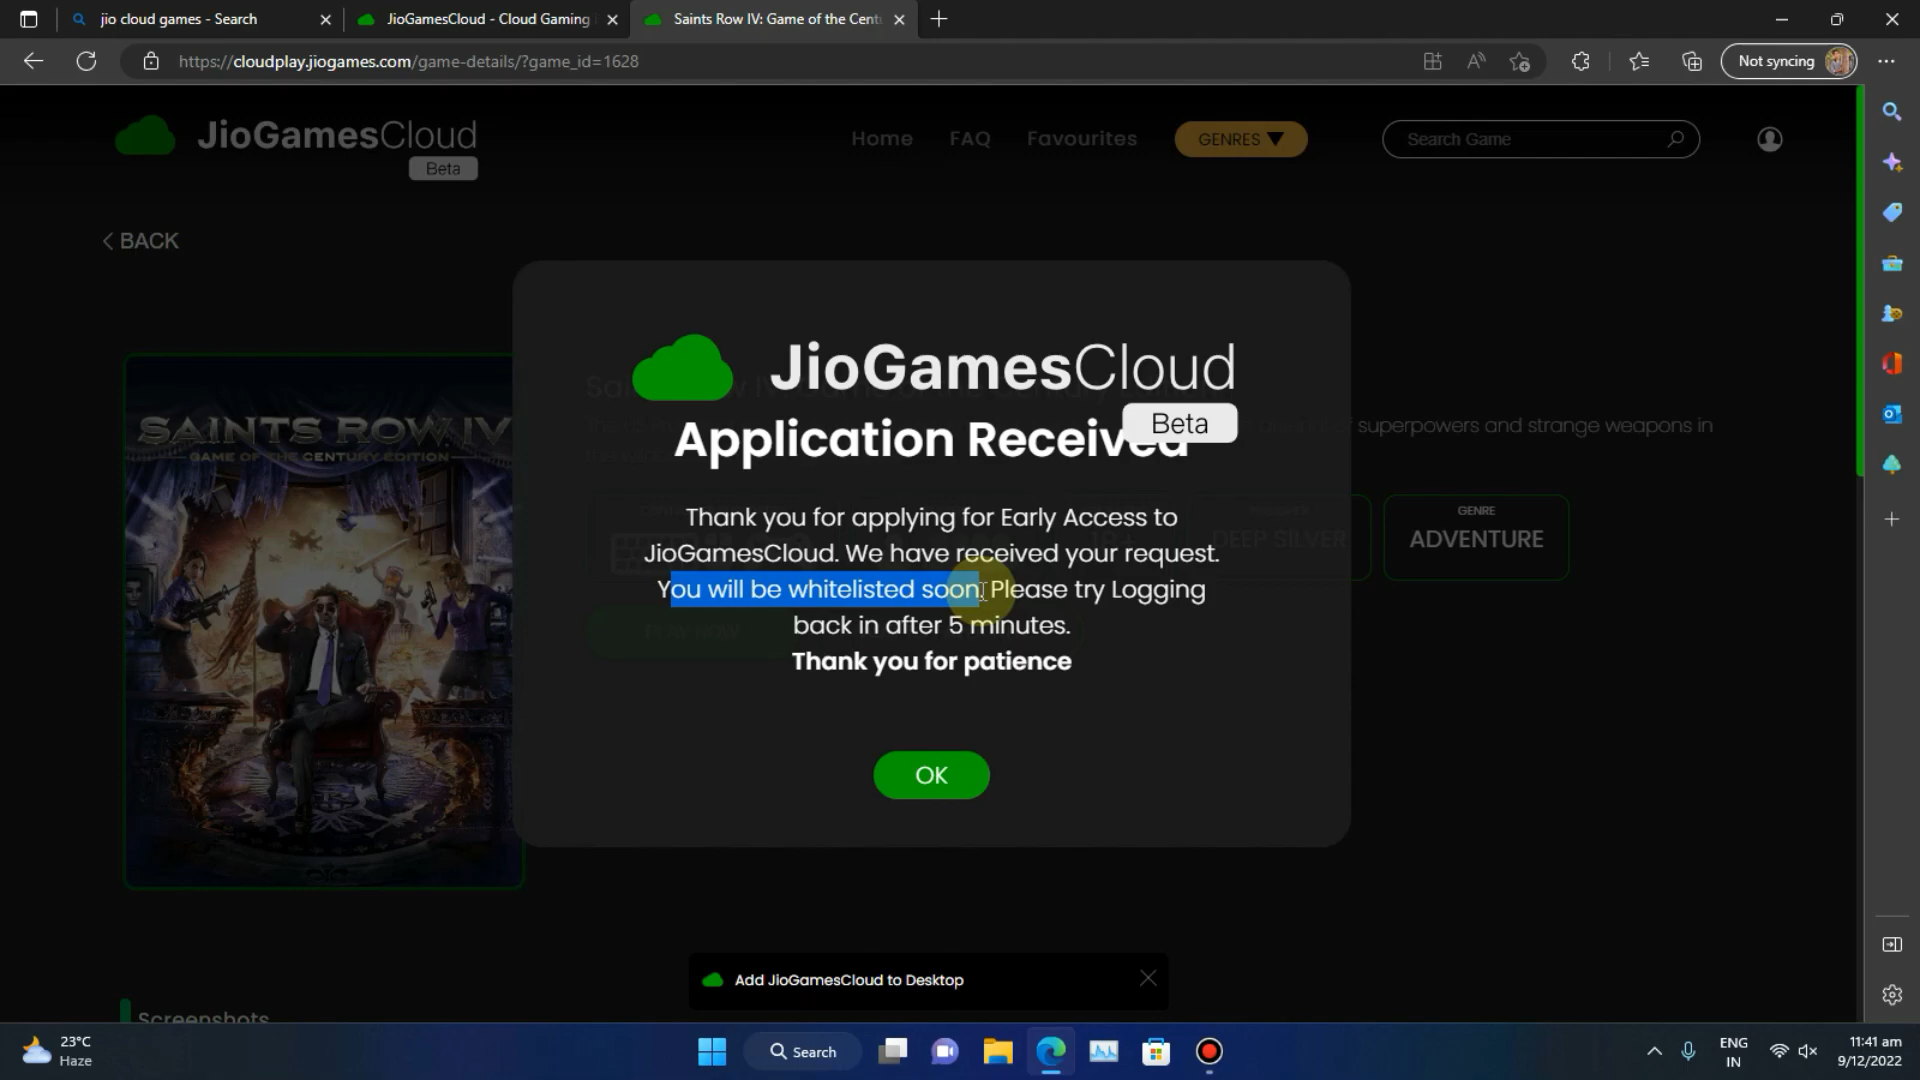 jio cloud games - Search
JioGamesCloud - Cloud Gaming
Saints Row IV: Game of the Cent
https://cloudplay.jiogames.com/game-details/?game_id=1628
Not syncing
JioGamesCloud
Beta
Home
FAQ
Favourites
GENRES ▼
Search Game
BACK
SAINTS ROW IV
GAME OF THE CENTURY EDITION
JioGamesCloud
Beta
Application Received
superpowers and strange weapons in
Thank you for applying for Early Access to
JioGamesCloud. We have received your request.
You will be whitelisted soon. Please try Logging
back in after 5 minutes.
Thank you for patience
OK
DEEP SILVER
GENRE
ADVENTURE
PLAY NOW
Add JioGamesCloud to Desktop
Screenshots
23°C
Haze
Search
ENG
IN
11:41 am
9/12/2022